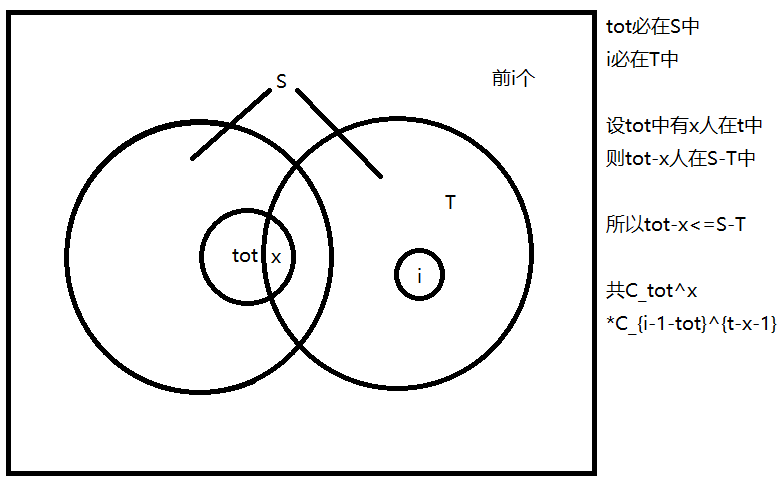 S
前i个
T
tot
x
i
tot必在S中
i必在T中
设tot中有x人在t中
则tot-x人在S-T中
所以tot-x<=S-T
共C_tot^x
*C_{i-1-tot}^{t-x-1}